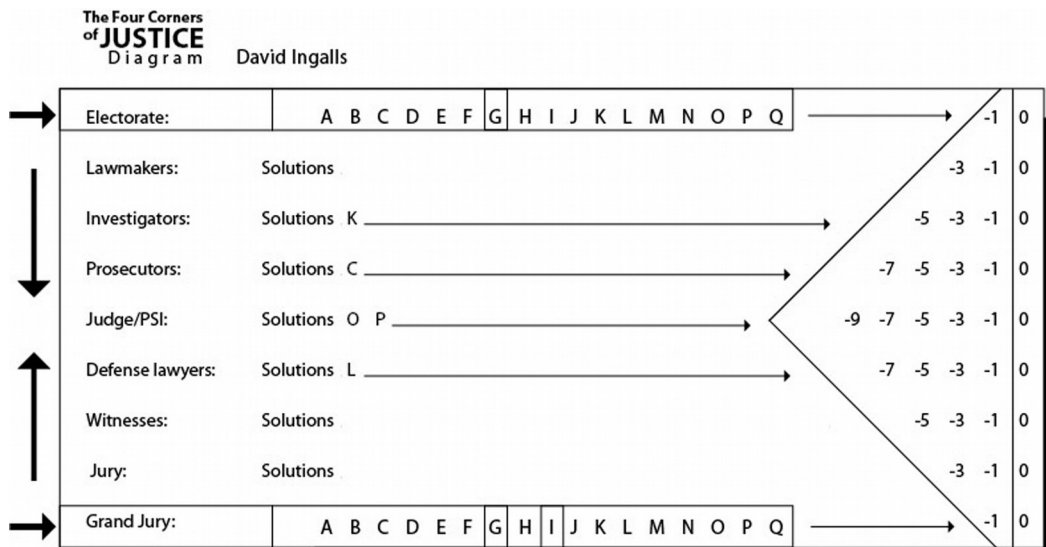 The Four Corners
of JUSTICE
Diagram David Ingalls
Electorate: A B C D E F G H I J K L M N O P Q -1 0
Lawmakers: Solutions -3 -1 0
Investigators: Solutions K -5 -3 -1 0
Prosecutors: Solutions C -7 -5 -3 -1 0
Judge/PSI: Solutions O P -9 -7 -5 -3 -1 0
Defense lawyers: Solutions L -7 -5 -3 -1 0
Witnesses: Solutions -5 -3 -1 0
Jury: Solutions -3 -1 0
Grand Jury: A B C D E F G H I J K L M N O P Q -1 0